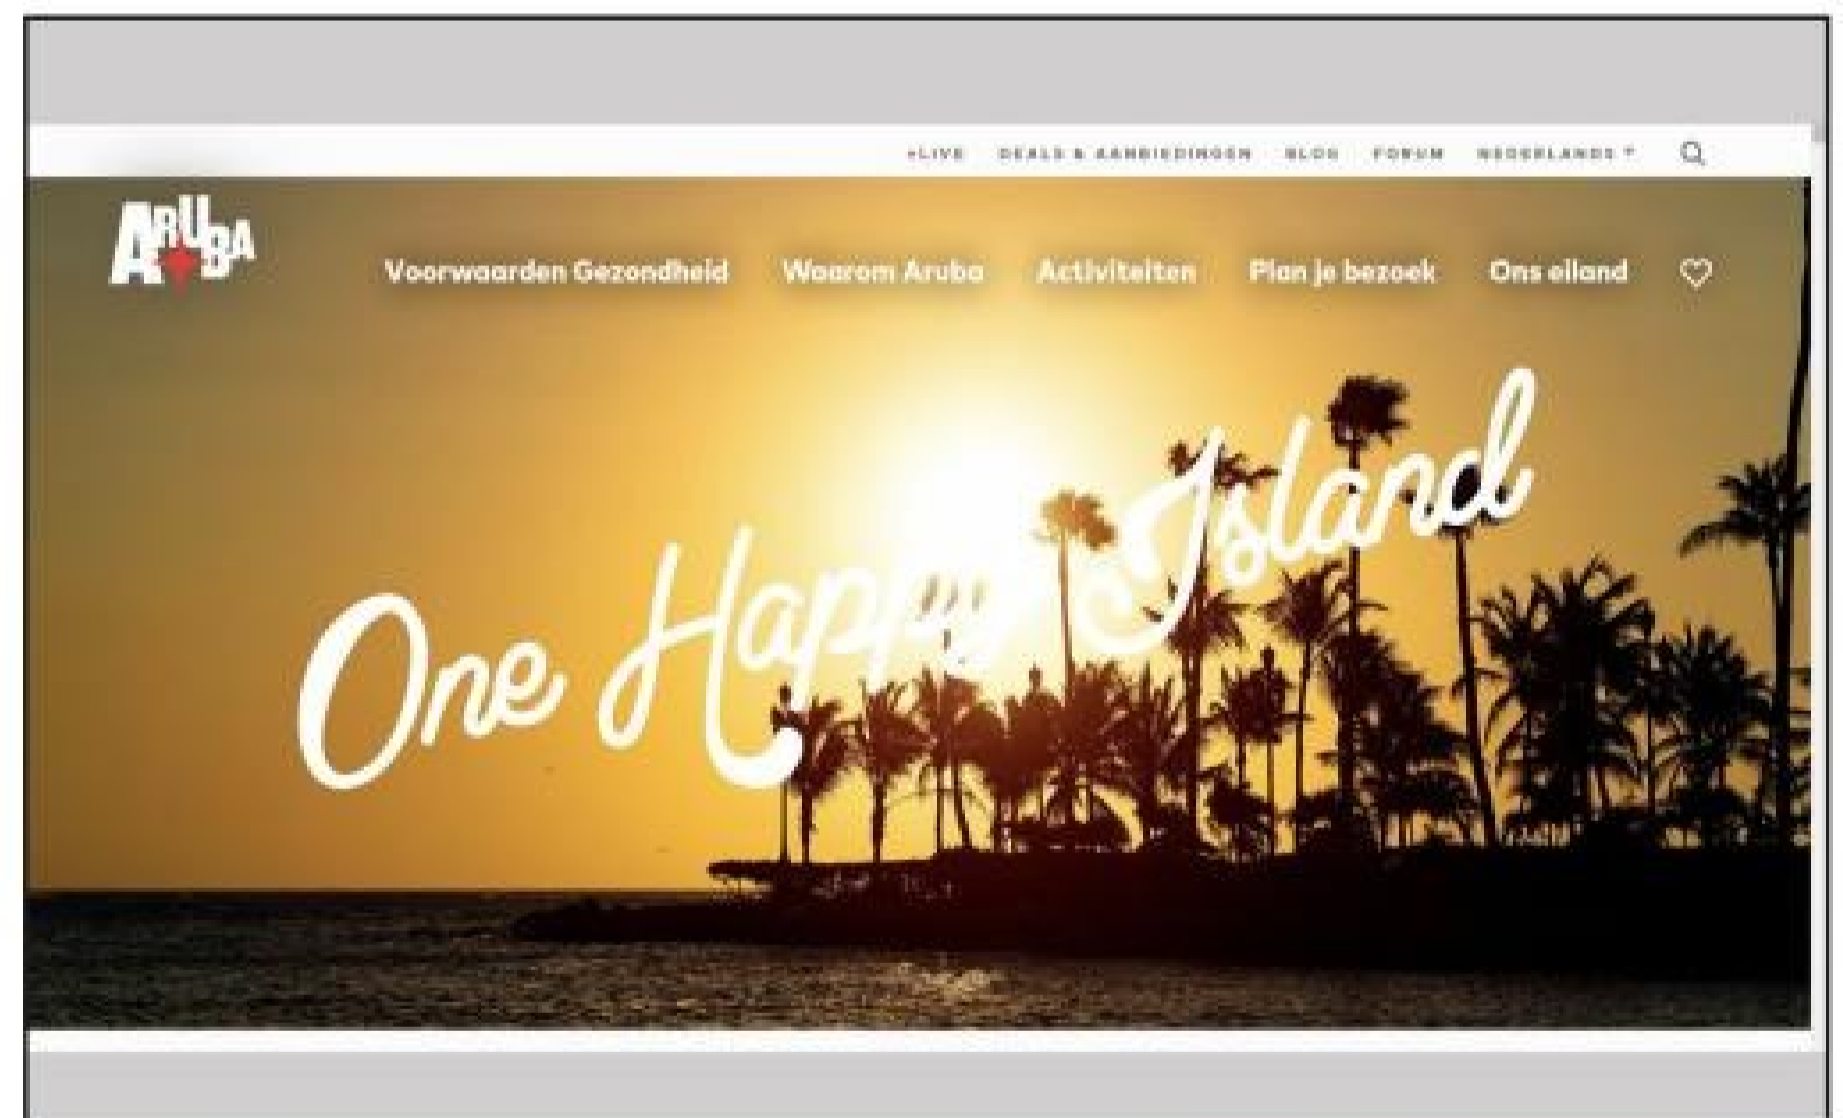 LIVE DEALS & AANBIEDINGEN BLOG FORUM NEDERLANDS
ARUBA
Voorwaarden Gezondheid Waarom Aruba Activiteiten Plan je bezoek Ons eiland
One Happy Island